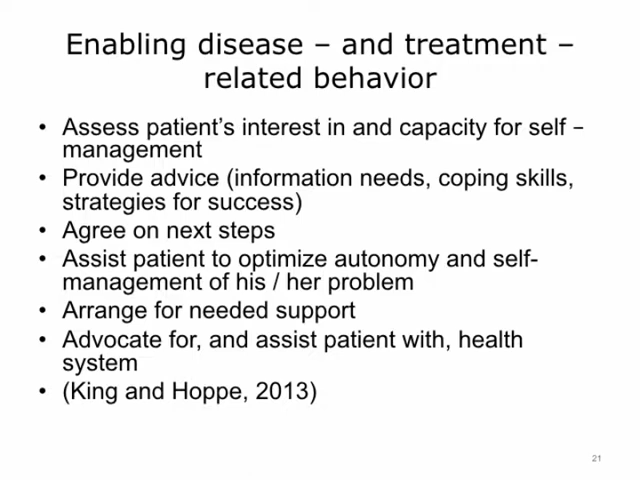 Enabling disease – and treatment –
related behavior
• Assess patient's interest in and capacity for self –
management
• Provide advice (information needs, coping skills,
strategies for success)
• Agree on next steps
• Assist patient to optimize autonomy and self-
management of his / her problem
• Arrange for needed support
• Advocate for, and assist patient with, health
system
• (King and Hoppe, 2013)
21